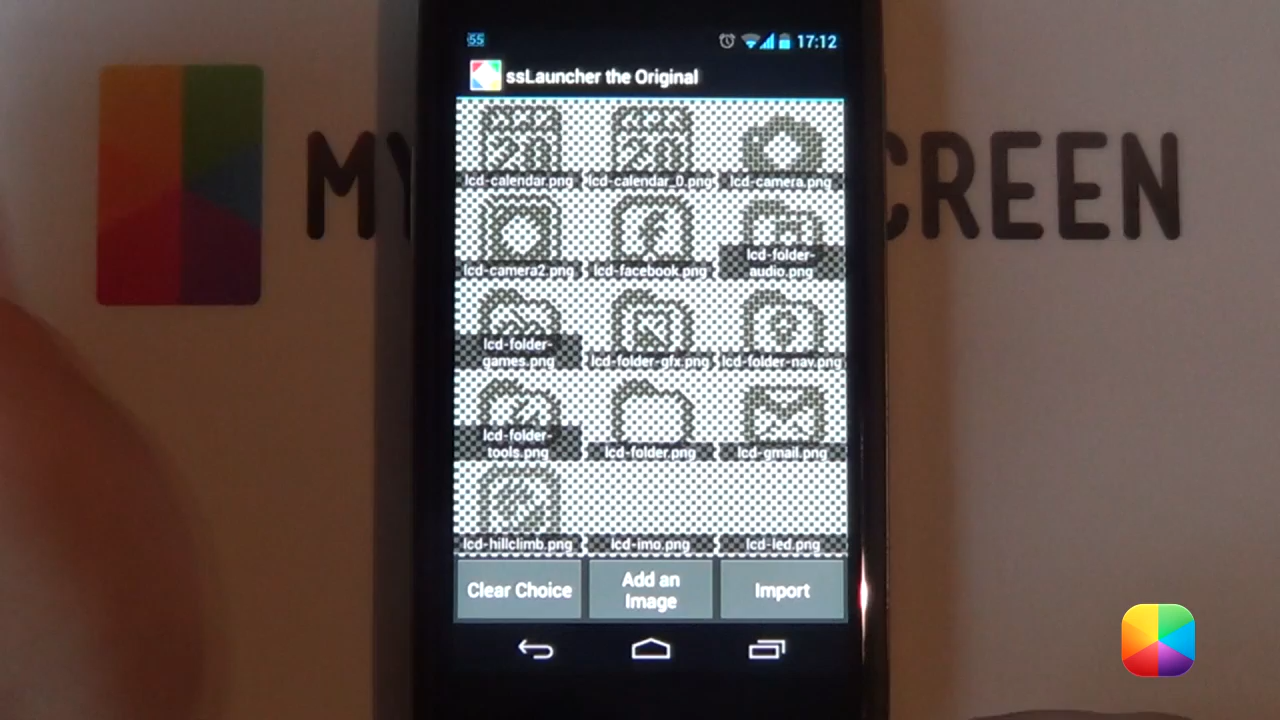 55
17:12
ssLauncher the Original
MY
CREEN
20
20
lcd-calendar.png
lcd-calendar_0.png
lcd-camera.png
lcd-camera2.png
lcd-facebook.png
lcd-folder-
audio.png
lcd-folder-
games.png
lcd-folder-gfx.png
lcd-folder-nav.png
lcd-folder-
tools.png
lcd-folder.png
lcd-gmail.png
lcd-hillclimb.png
lcd-imo.png
lcd-led.png
Clear Choice
Add an
Image
Import